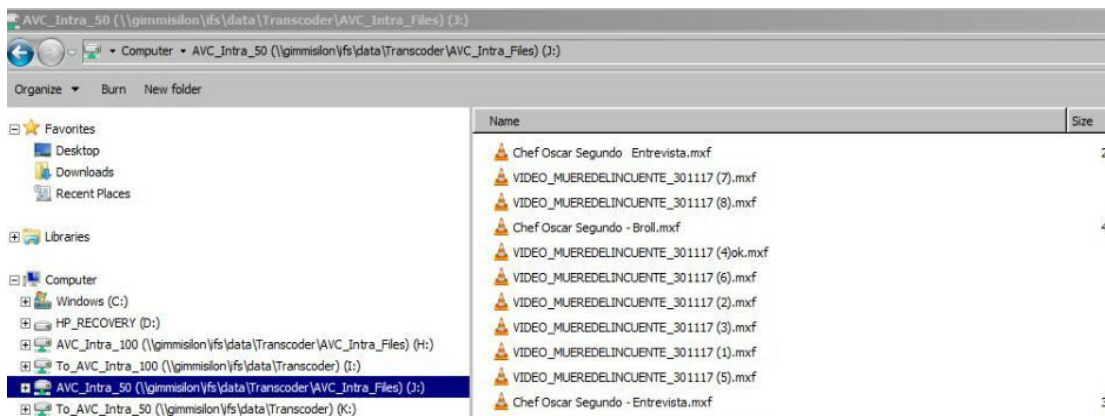 AVC_Intra_50 (\\gimmisilon\ifs\data\Transcoder\AVC_Intra_Files) (J:)
Computer AVC_Intra_50 (\\gimmisilon\ifs\data\Transcoder\AVC_Intra_Files) (J:)
Organize Burn New folder
Favorites
Desktop
Downloads
Recent Places
Libraries
Computer
Windows (C:)
HP_RECOVERY (D:)
AVC_Intra_100 (\\gimmisilon\ifs\data\Transcoder\AVC_Intra_Files) (H:)
To_AVC_Intra_100 (\\gimmisilon\ifs\data\Transcoder) (I:)
AVC_Intra_50 (\\gimmisilon\ifs\data\Transcoder\AVC_Intra_Files) (J:)
To_AVC_Intra_50 (\\gimmisilon\ifs\data\Transcoder) (K:)
Name Size
Chef Oscar Segundo Entrevista.mxf 2
VIDEO_MUEREDELINCUENTE_301117 (7).mxf
VIDEO_MUEREDELINCUENTE_301117 (8).mxf
Chef Oscar Segundo - Broll.mxf
VIDEO_MUEREDELINCUENTE_301117 (4)ok.mxf
VIDEO_MUEREDELINCUENTE_301117 (6).mxf
VIDEO_MUEREDELINCUENTE_301117 (2).mxf
VIDEO_MUEREDELINCUENTE_301117 (3).mxf
VIDEO_MUEREDELINCUENTE_301117 (1).mxf
VIDEO_MUEREDELINCUENTE_301117 (5).mxf
Chef Oscar Segundo - Entrevista.mxf